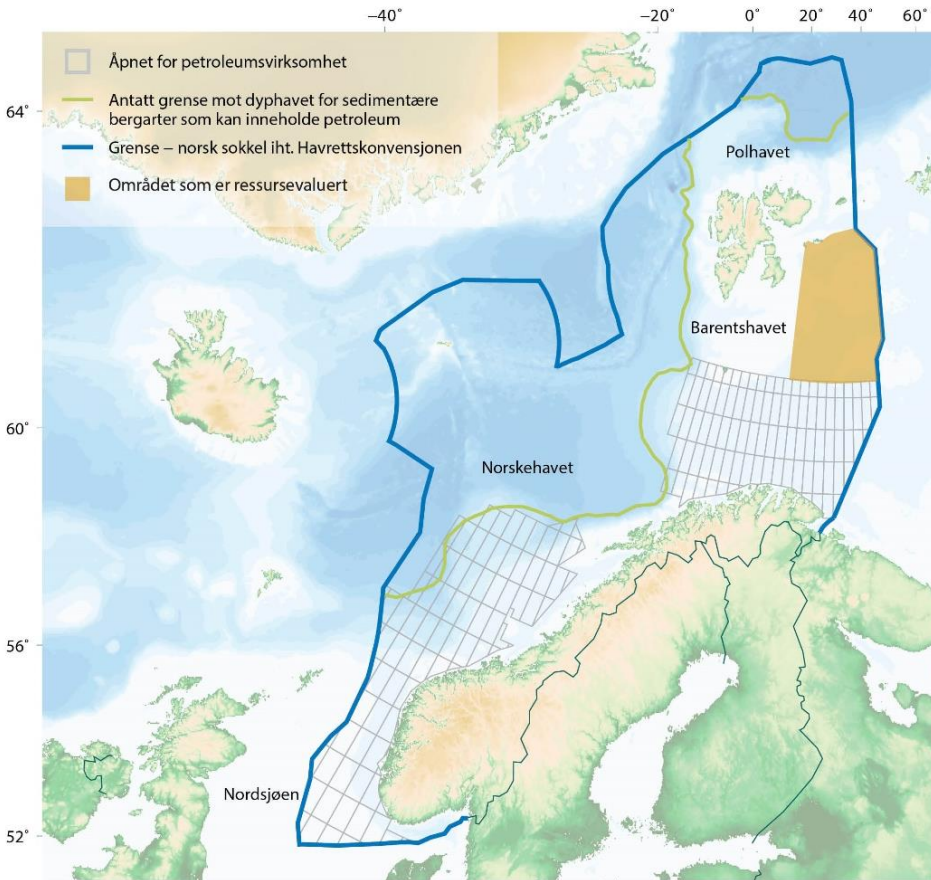 −40˚ −20˚ 0˚ 20˚ 40˚ 60˚
Åpnet for petroleumsvirksomhet
Antatt grense mot dyphavet for sedimentære
bergarter som kan inneholde petroleum
Grense – norsk sokkel iht. Havrettskonvensjonen
Området som er ressursevaluert
64˚
Polhavet
Barentshavet
60˚
Norskehavet
56˚
Nordsjøen
52˚